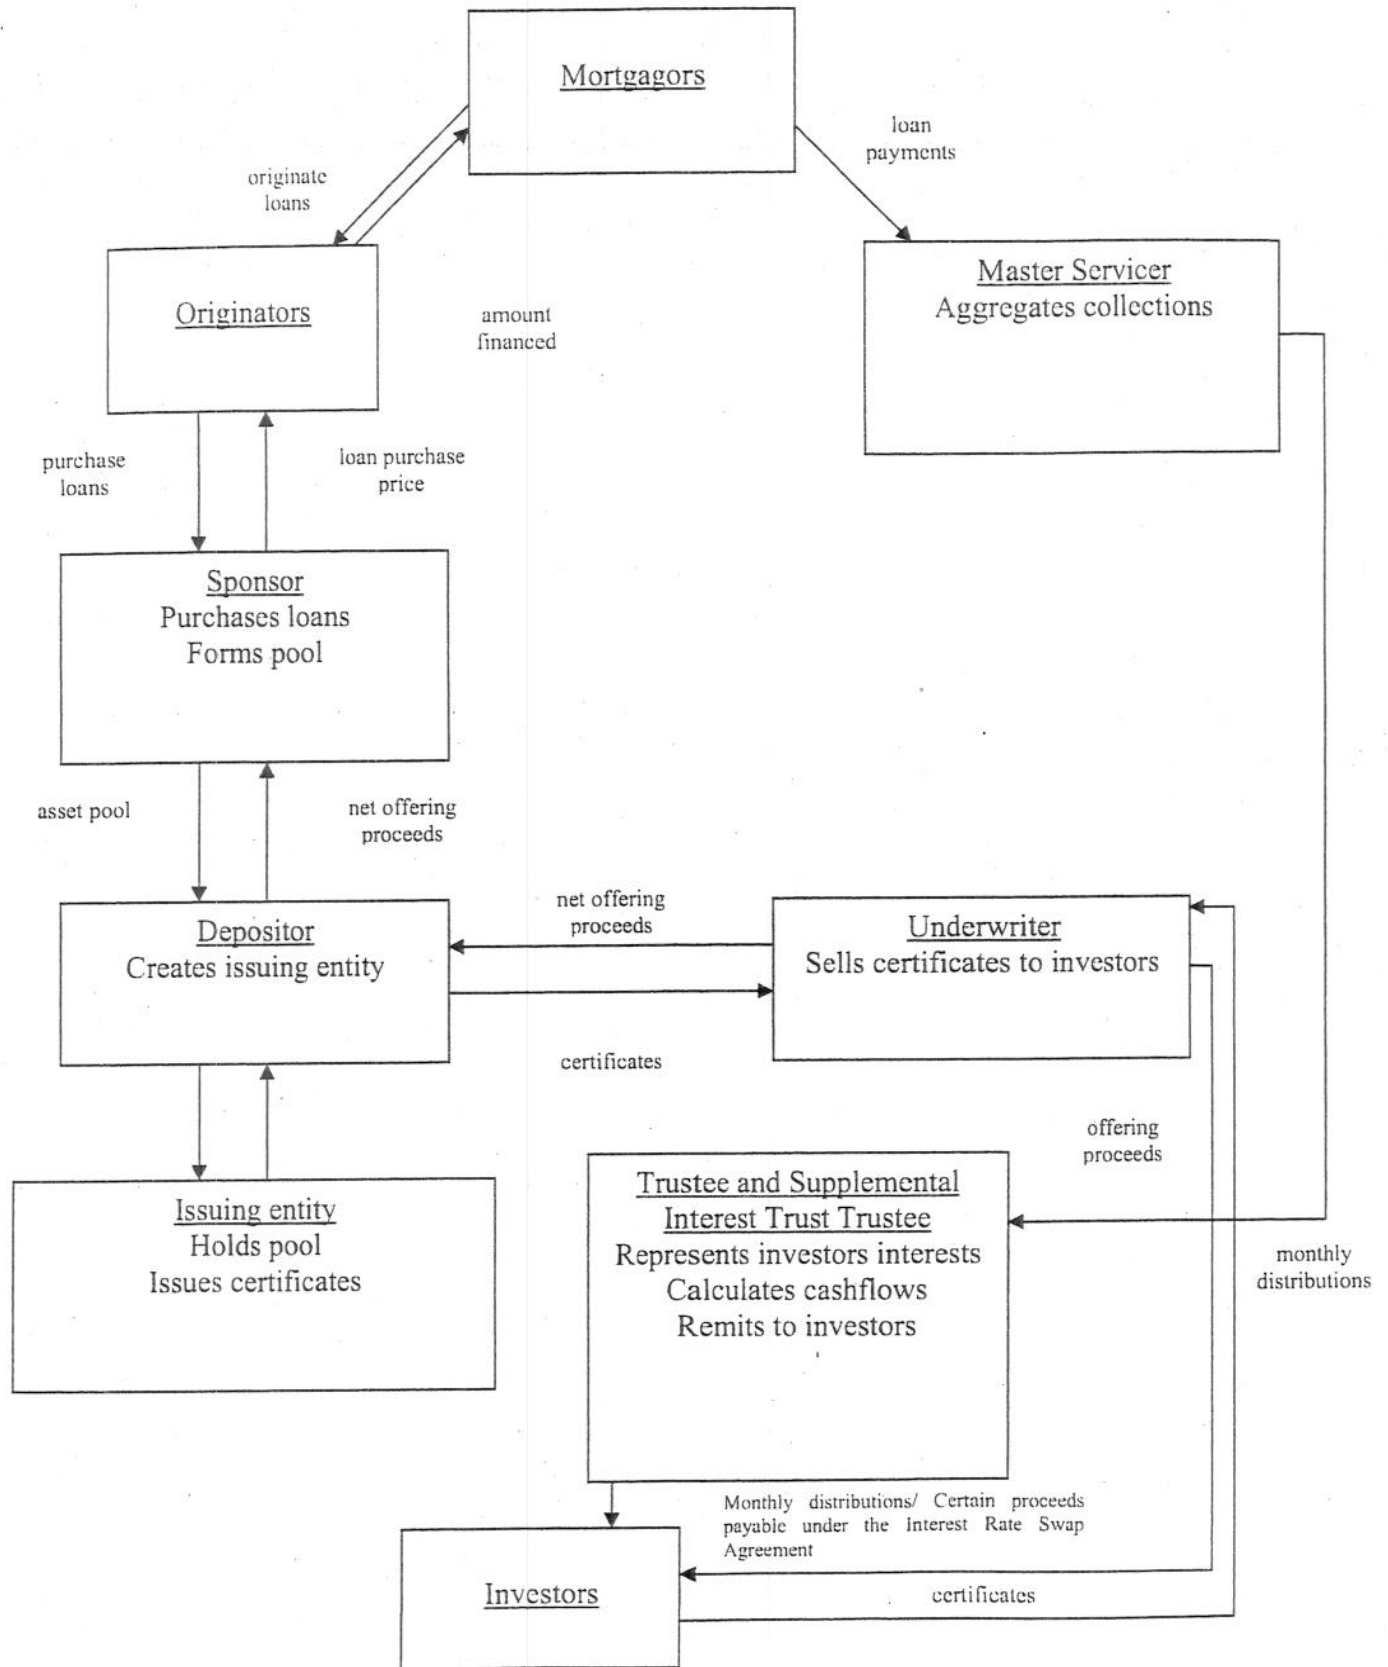 Mortgagors
loan
payments
originate
loans
Originators
amount
financed
Master Servicer
Aggregates collections
purchase
loans
loan purchase
price
Sponsor
Purchases loans
Forms pool
asset pool
net offering
proceeds
net offering
proceeds
Depositor
Creates issuing entity
Underwriter
Sells certificates to investors
certificates
offering
proceeds
Trustee and Supplemental
Interest Trust Trustee
Represents investors interests
Calculates cashflows
Remits to investors
Issuing entity
Holds pool
Issues certificates
monthly
distributions
Monthly distributions/ Certain proceeds
payable under the Interest Rate Swap
Agreement
Investors
certificates